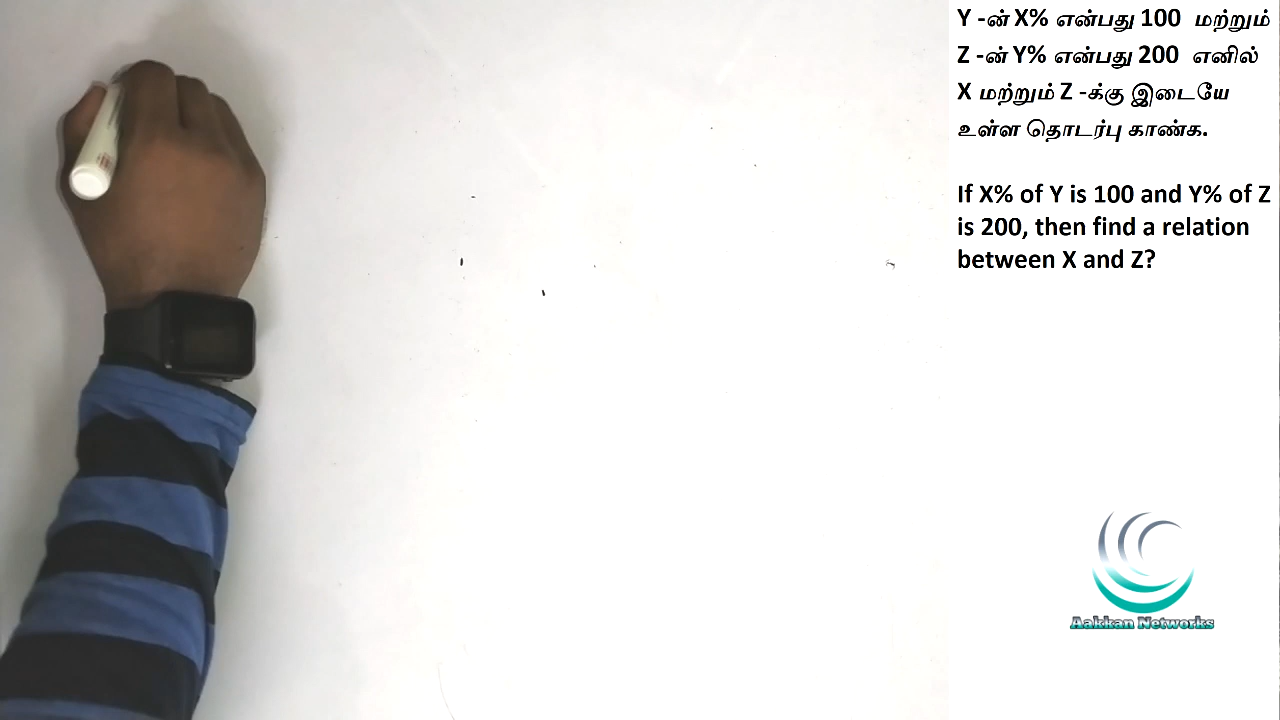 Y -ன் X% என்பது 100 மற்றும்
Z -ன் Y% என்பது 200 எனில்
X மற்றும் Z -க்கு இடையே
உள்ள தொடர்பு காண்க.
If X% of Y is 100 and Y% of Z
is 200, then find a relation
between X and Z?
Aakkan Networks